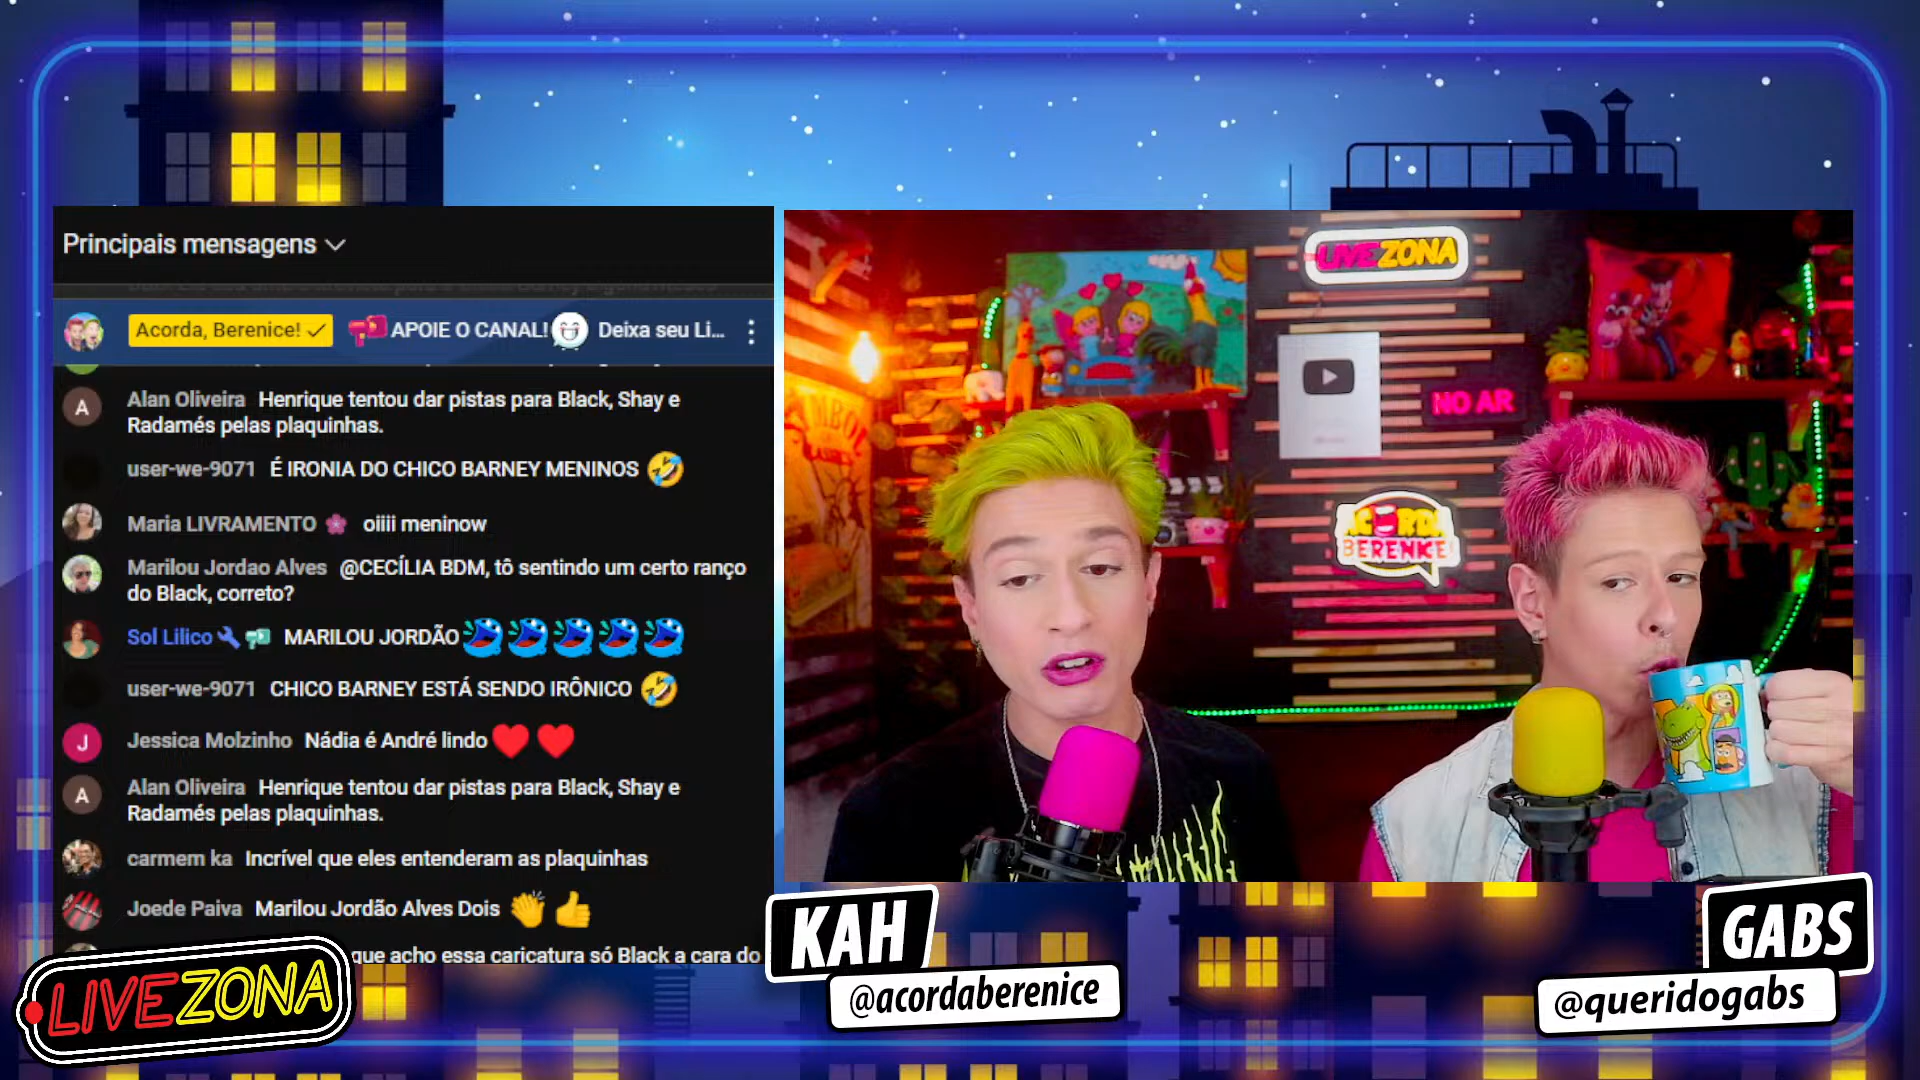 Principais mensagens
Acorda, Berenice! APOIE O CANAL! Deixa seu Li...
Alan Oliveira Henrique tentou dar pistas para Black, Shay e
Radamés pelas plaquinhas.
user-we-9071 É IRONIA DO CHICO BARNEY MENINOS 🤣
Maria LIVRAMENTO 🌸 oiiii meninow
Marilou Jordao Alves @CECÍLIA BDM, tô sentindo um certo ranço
do Black, correto?
Sol Lilico MARILOU JORDÃO
user-we-9071 CHICO BARNEY ESTÁ SENDO IRÔNICO 🤣
J Jessica Molzinho Nádia é André lindo ❤️ ❤️
A Alan Oliveira Henrique tentou dar pistas para Black, Shay e
Radamés pelas plaquinhas.
carmem ka Incrível que eles entenderam as plaquinhas
Joede Paiva Marilou Jordão Alves Dois 👏 👍
que acho essa caricatura só Black a cara do
LIVEZONA
LIVEZONA
NO AR
ACORDA
BERENICE!
KAH
@acordaberenice
GABS
@queridogabs